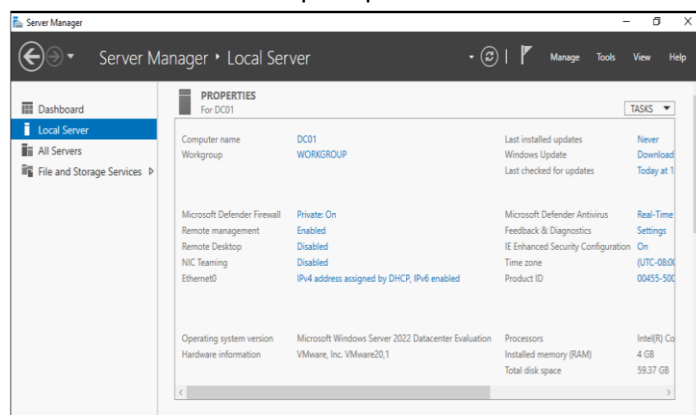 Server Manager
Server Manager • Local Server
Manage Tools View Help
Dashboard
Local Server
All Servers
File and Storage Services
PROPERTIES
For DC01
TASKS
Computer name DC01
Workgroup WORKGROUP
Last installed updates Never
Windows Update Download
Last checked for updates Today at 1
Microsoft Defender Firewall Private: On
Remote management Enabled
Remote Desktop Disabled
NIC Teaming Disabled
Ethernet0 IPv4 address assigned by DHCP, IPv6 enabled
Microsoft Defender Antivirus Real-Time
Feedback & Diagnostics Settings
IE Enhanced Security Configuration On
Time zone (UTC-08:00
Product ID 00455-500
Operating system version Microsoft Windows Server 2022 Datacenter Evaluation
Hardware information VMware, Inc. VMware20,1
Processors Intel(R) Co
Installed memory (RAM) 4 GB
Total disk space 59.37 GB